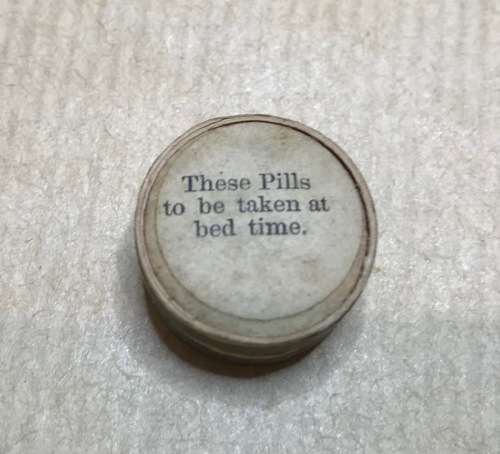 These Pills
to be taken at
bed time.